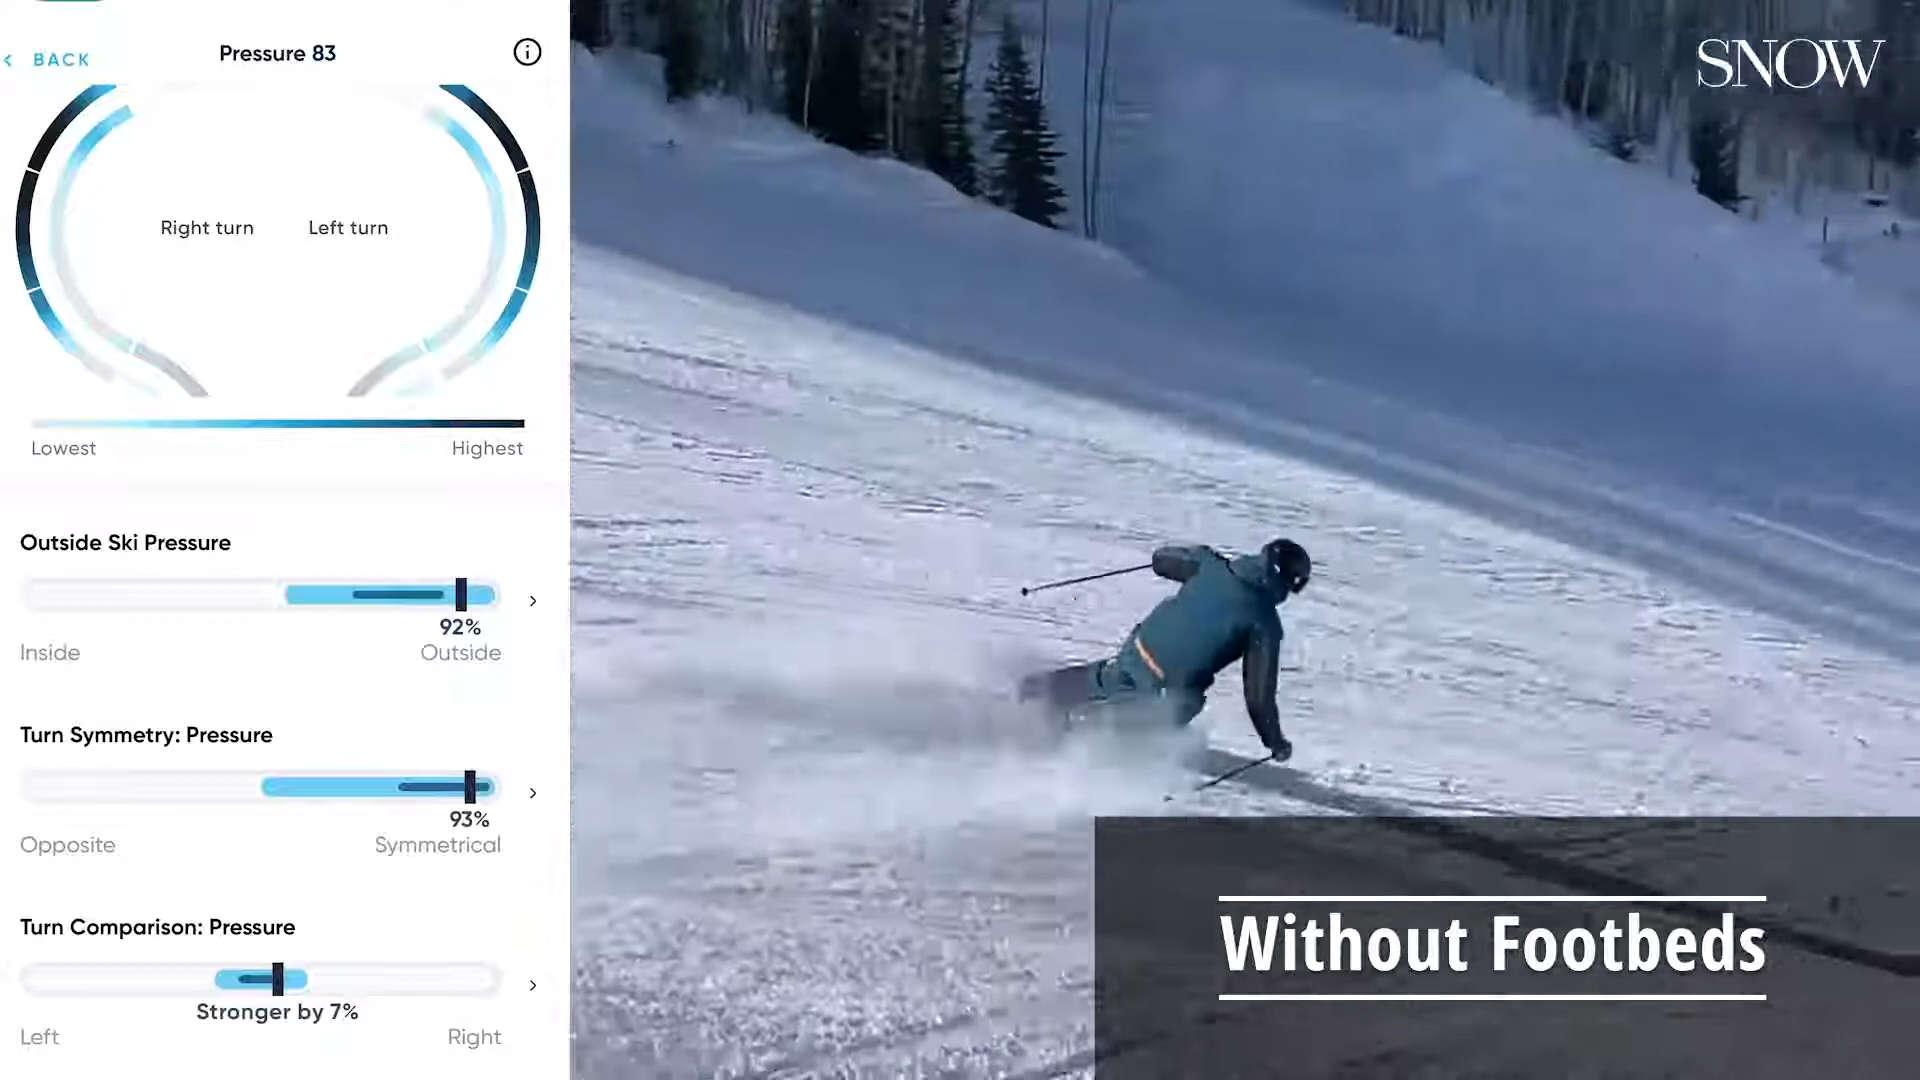 BACK
Pressure 83
SNOW
Right turn
Left turn
Lowest
Highest
Outside Ski Pressure
92%
Inside
Outside
Turn Symmetry: Pressure
93%
Opposite
Symmetrical
Turn Comparison: Pressure
Stronger by 7%
Left
Right
Without Footbeds